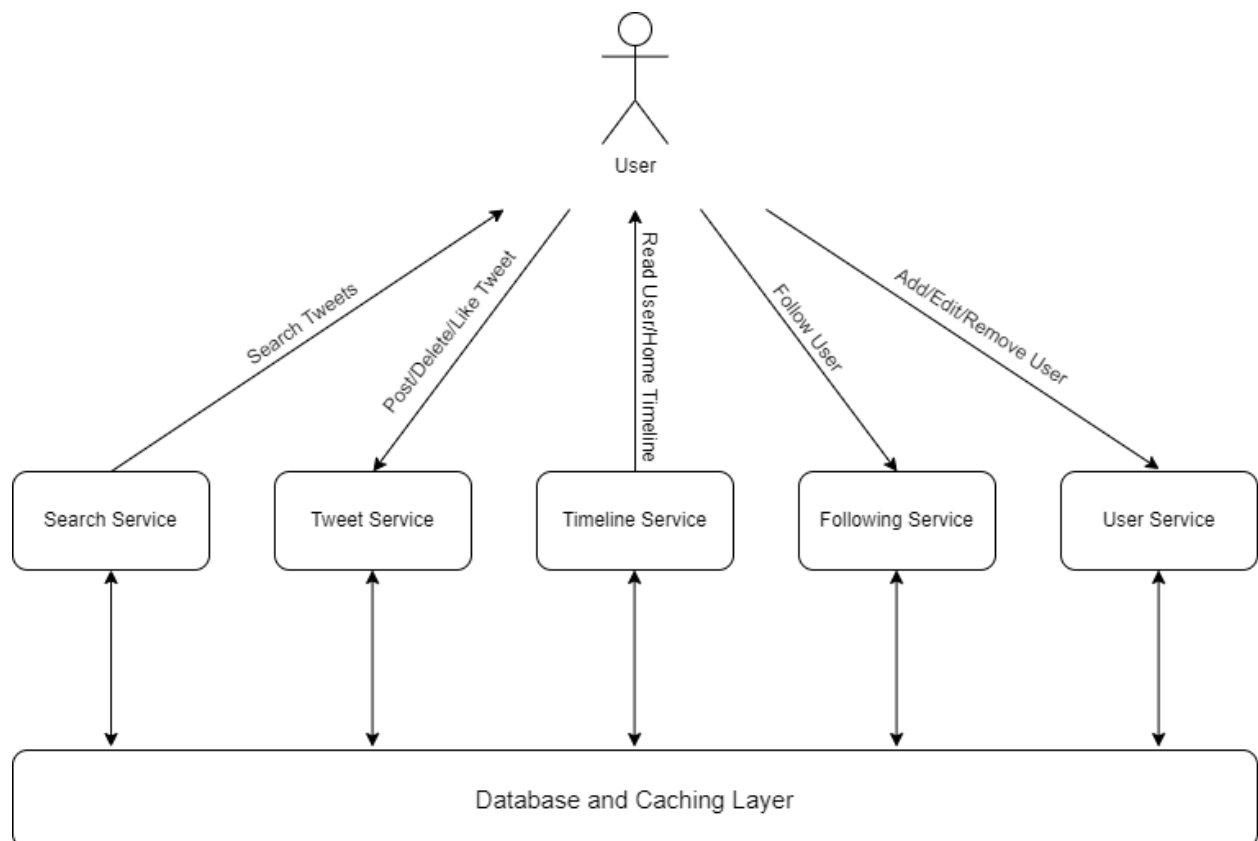 User
Search Tweets
Post/Delete/Like Tweet
Read User/Home Timeline
Follow User
Add/Edit/Remove User
Search Service
Tweet Service
Timeline Service
Following Service
User Service
Database and Caching Layer